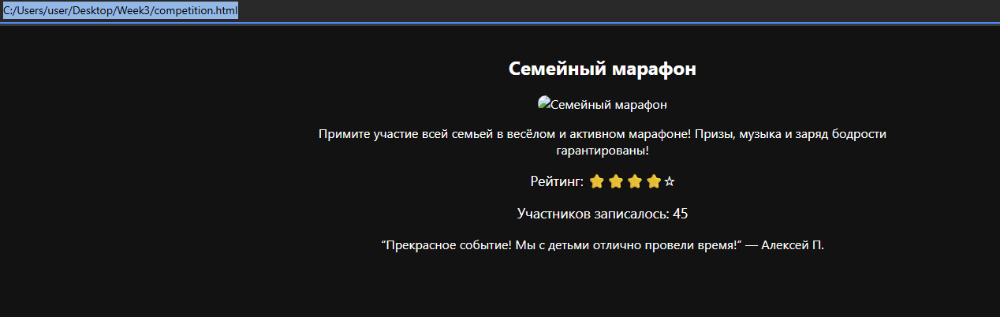 C:/Users/user/Desktop/Week3/competition.html
Семейный марафон
Семейный марафон
Примите участие всей семьей в весёлом и активном марафоне! Призы, музыка и заряд бодрости
гарантированы!
Рейтинг: ⭐⭐⭐⭐☆
Участников записалось: 45
“Прекрасное событие! Мы с детьми отлично провели время!” — Алексей П.